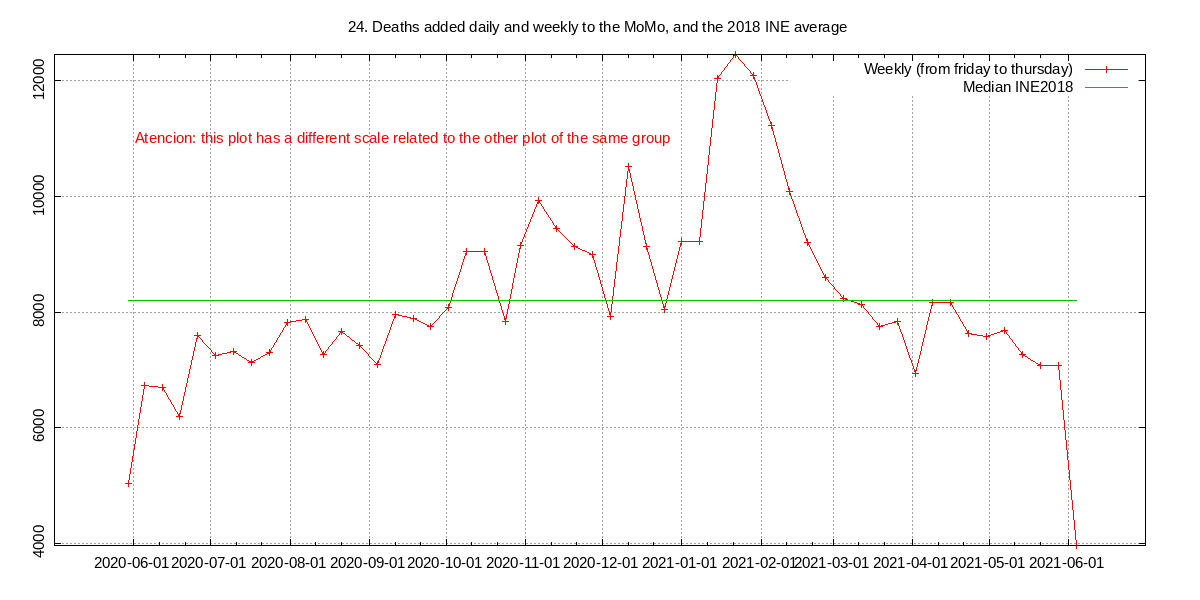 24. Deaths added daily and weekly to the MoMo, and the 2018 INE average
Weekly (from friday to thursday)
Median INE2018
Atencion: this plot has a different scale related to the other plot of the same group
12000
10000
8000
6000
4000
2020-06-01 2020-07-01 2020-08-01 2020-09-01 2020-10-01 2020-11-01 2020-12-01 2021-01-01 2021-02-01 2021-03-01 2021-04-01 2021-05-01 2021-06-01